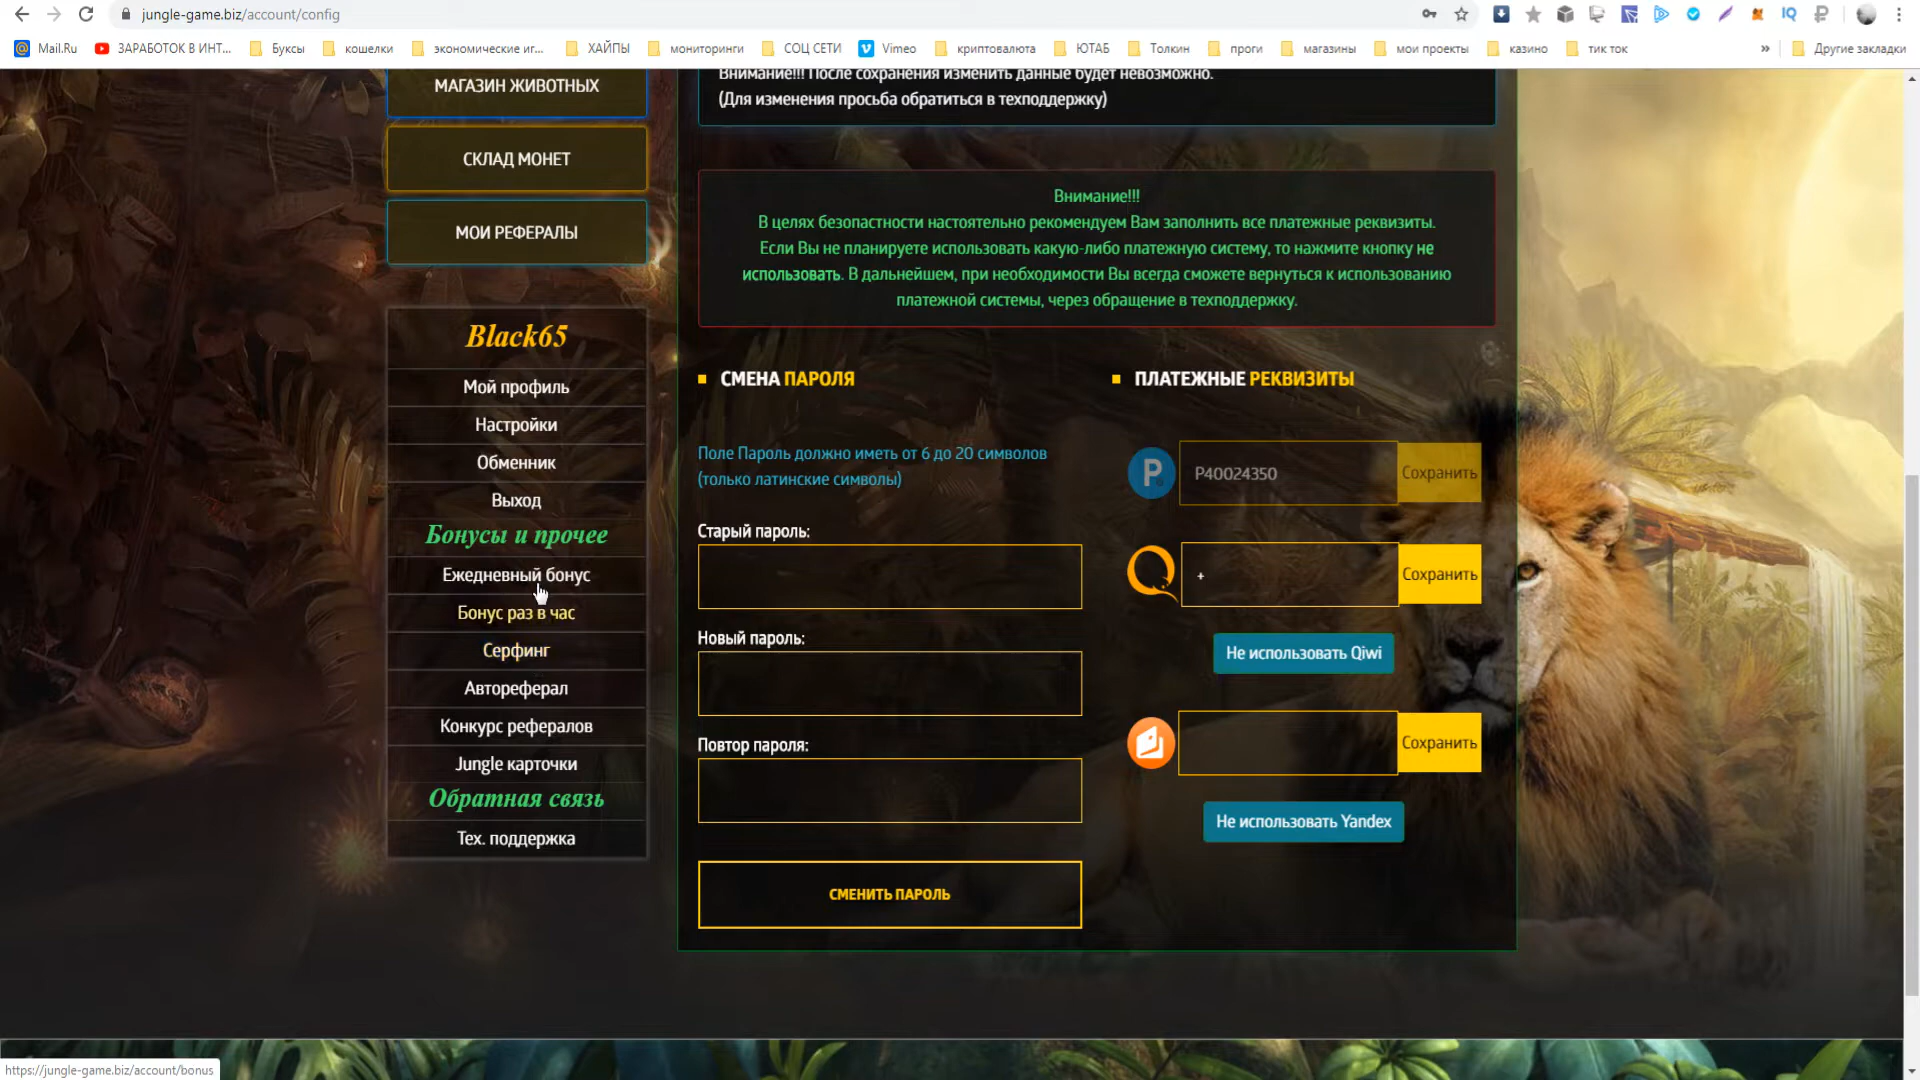 jungle-game.biz/account/config
Mail.Ru
ЗАРАБОТОК В ИНТ...
Буксы
кошелки
экономические иг...
ХАЙПЫ
мониторинги
СОЦ СЕТИ
Vimeo
криптовалюта
ЮТАБ
Толкин
проги
магазины
мои проекты
казино
тик ток
»
Другие закладки
МАГАЗИН ЖИВОТНЫХ
СКЛАД МОНЕТ
МОИ РЕФЕРАЛЫ
Black65
Мой профиль
Настройки
Обменник
Выход
Бонусы и прочее
Ежедневный бонус
Бонус раз в час
Серфинг
Автореферал
Конкурс рефералов
Jungle карточки
Обратная связь
Тех. поддержка
Внимание!!! После сохранения изменить данные будет невозможно.
(Для изменения просьба обратиться в техподдержку)
Внимание!!!
В целях безопастности настоятельно рекомендуем Вам заполнить все платежные реквизиты.
Если Вы не планируете использовать какую-либо платежную систему, то нажмите кнопку не
использовать. В дальнейшем, при необходимости Вы всегда сможете вернуться к использованию
платежной системы, через обращение в техподдержку.
СМЕНА ПАРОЛЯ
Поле Пароль должно иметь от 6 до 20 символов
(только латинские символы)
Старый пароль:
Новый пароль:
Повтор пароля:
СМЕНИТЬ ПАРОЛЬ
ПЛАТЕЖНЫЕ РЕКВИЗИТЫ
P40024350
Сохранить
+
Сохранить
Не использовать Qiwi
Сохранить
Не использовать Yandex
https://jungle-game.biz/account/bonus